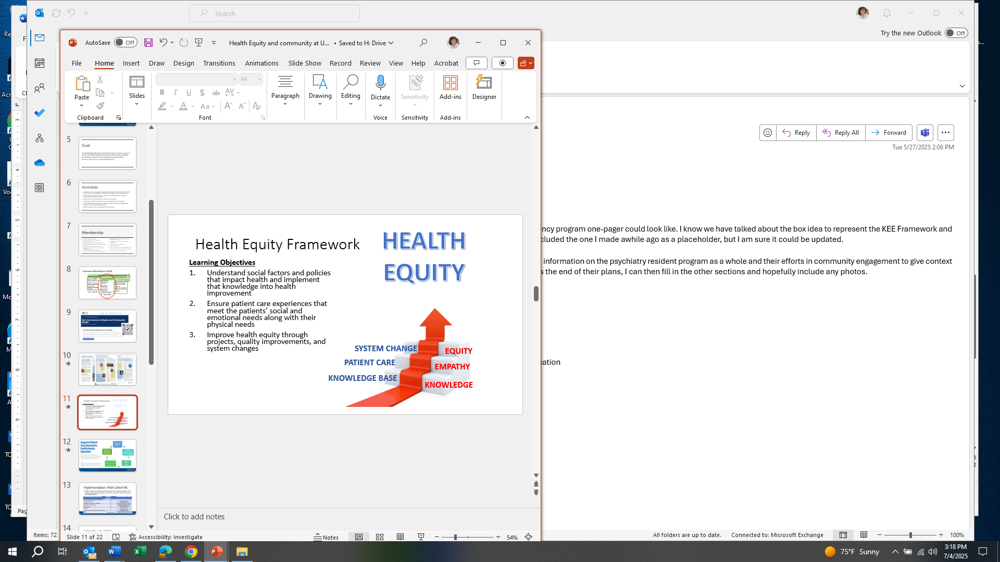 Search
Try the new Outlook
Off
AutoSave
Off
Health Equity and community at U... • Saved to H: Drive
File
Home
Insert
Draw
Design
Transitions
Animations
Slide Show
Record
Review
View
Help
Acrobat
Paste
Slides
44
Paragraph
Drawing
Editing
Dictate
Sensitivity
Add-ins
Designer
Clipboard
Font
Voice
Sensitivity
Add-ins
Reply
Reply All
Forward
Tue 5/27/2025 2:06 PM
5
Goal
6
Activities
7
Membership
8
9
Our Commitment to Equity and Community
Health
10
11
Health Equity Framework
HEALTH
EQUITY
12
Support Clinical
Departments in
Health Equity
Education
13
Implementation: Pilot Cohort #1
14
Health Equity Framework
HEALTH
EQUITY
Learning Objectives
1. Understand social factors and policies
that impact health and implement
that knowledge into health
improvement
2. Ensure patient care experiences that
meet the patients’ social and
emotional needs along with their
physical needs
3. Improve health equity through
projects, quality improvements, and
system changes
SYSTEM CHANGE
EQUITY
PATIENT CARE
EMPATHY
KNOWLEDGE BASE
KNOWLEDGE
ncy program one-pager could look like. I know we have talked about the box idea to represent the KEE Framework and
cluded the one I made awhile ago as a placeholder, but I am sure it could be updated.
information on the psychiatry resident program as a whole and their efforts in community engagement to give context
s the end of their plans, I can then fill in the other sections and hopefully include any photos.
cation
Click to add notes
Slide 11 of 22
Accessibility: Investigate
Notes
54%
Items: 72
Pag
All folders are up to date.
Connected to: Microsoft Exchange
100%
75°F Sunny
3:18 PM
7/4/2025